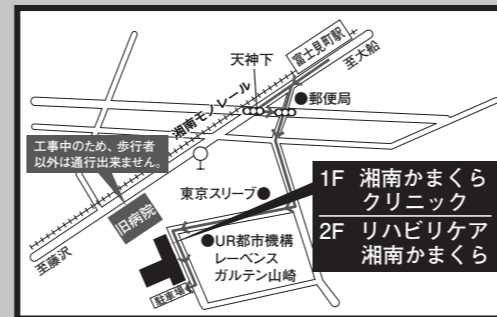 富士見町駅
至大船
天神下
●郵便局
湘南モノレール
工事中のため、歩行者
以外は通行出来ません。
旧病院
至藤沢
東京スリーブ●
1F 湘南かまくら
クリニック
2F リハビリケア
湘南かまくら
●UR都市機構
レーベンス
ガルテン山崎
駐車場